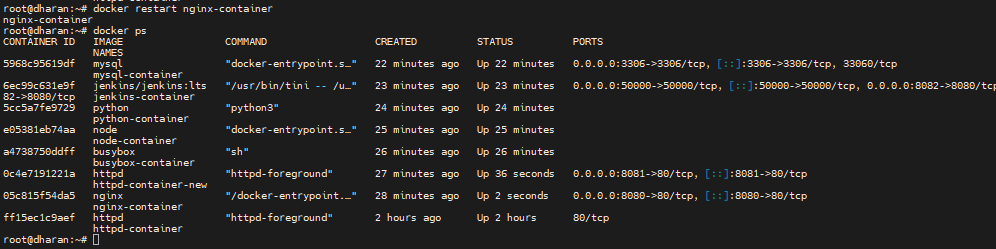 root@dharan:~# docker restart nginx-container
nginx-container
root@dharan:~# docker ps
CONTAINER ID   IMAGE                 COMMAND                  CREATED          STATUS          PORTS
               NAMES
5968c95619df   mysql                 "docker-entrypoint.s…"   22 minutes ago   Up 22 minutes   0.0.0.0:3306->3306/tcp, [::]:3306->3306/tcp, 33060/tcp
               mysql-container
6ec99c631e9f   jenkins/jenkins:lts   "/usr/bin/tini -- /u…"   23 minutes ago   Up 23 minutes   0.0.0.0:50000->50000/tcp, [::]:50000->50000/tcp, 0.0.0.0:8082->8080/tcp
82->8080/tcp   jenkins-container
5cc5a7fe9729   python                "python3"                24 minutes ago   Up 24 minutes
               python-container
e05381eb74aa   node                  "docker-entrypoint.s…"   25 minutes ago   Up 25 minutes
               node-container
a4738750ddff   busybox               "sh"                     26 minutes ago   Up 26 minutes
               busybox-container
0c4e7191221a   httpd                 "httpd-foreground"       27 minutes ago   Up 36 seconds   0.0.0.0:8081->80/tcp, [::]:8081->80/tcp
               httpd-container-new
05c815f54da5   nginx                 "/docker-entrypoint.…"   28 minutes ago   Up 2 seconds    0.0.0.0:8080->80/tcp, [::]:8080->80/tcp
               nginx-container
ff15ec1c9aef   httpd                 "httpd-foreground"       2 hours ago      Up 2 hours      80/tcp
               httpd-container
root@dharan:~#